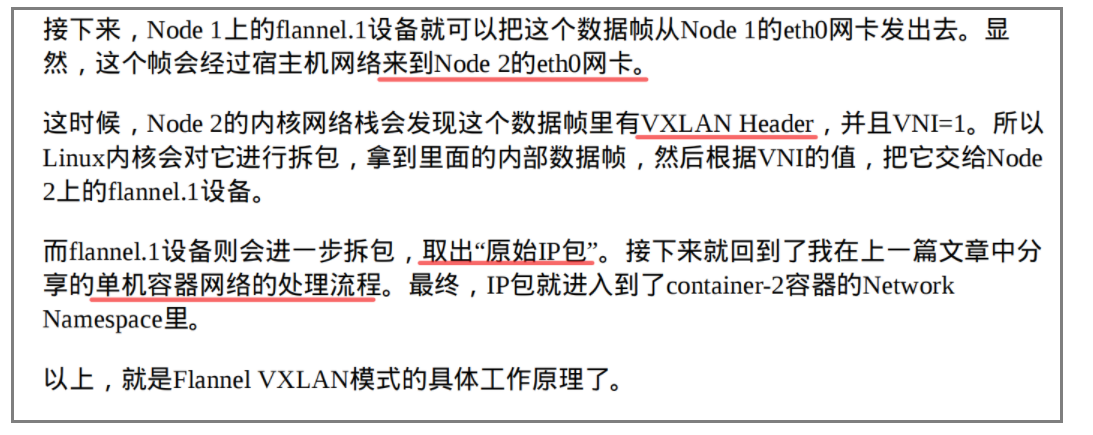 接下来，Node 1上的flannel.1设备就可以把这个数据帧从Node 1的eth0网卡发出去。显
然，这个帧会经过宿主机网络来到Node 2的eth0网卡。
这时候，Node 2的内核网络栈会发现这个数据帧里有VXLAN Header，并且VNI=1。所以
Linux内核会对它进行拆包，拿到里面的内部数据帧，然后根据VNI的值，把它交给Node
2上的flannel.1设备。
而flannel.1设备则会进一步拆包，取出“原始IP包”。接下来就回到了我在上一篇文章中分
享的单机容器网络的处理流程。最终，IP包就进入到了container-2容器的Network
Namespace里。
以上，就是Flannel VXLAN模式的具体工作原理了。